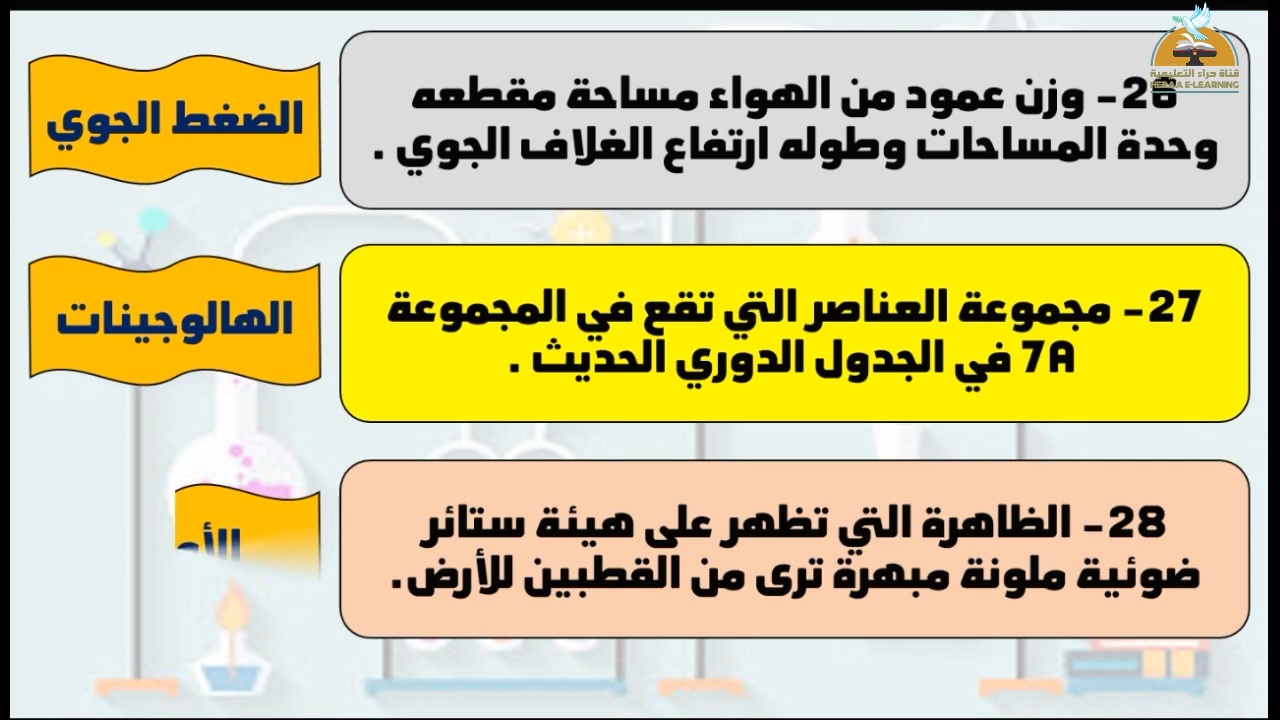 قناة حراء التعليمية
HERAA E-LEARNING
26- وزن عمود من الهواء مساحة مقطعه
وحدة المساحات وطوله ارتفاع الغلاف الجوي .
الضغط الجوي
27- مجموعة العناصر التي تقع في المجموعة
7A في الجدول الدوري الحديث .
الهالوجينات
28- الظاهرة التي تظهر على هيئة ستائر
ضوئية ملونة مبهرة ترى من القطبين للأرض.